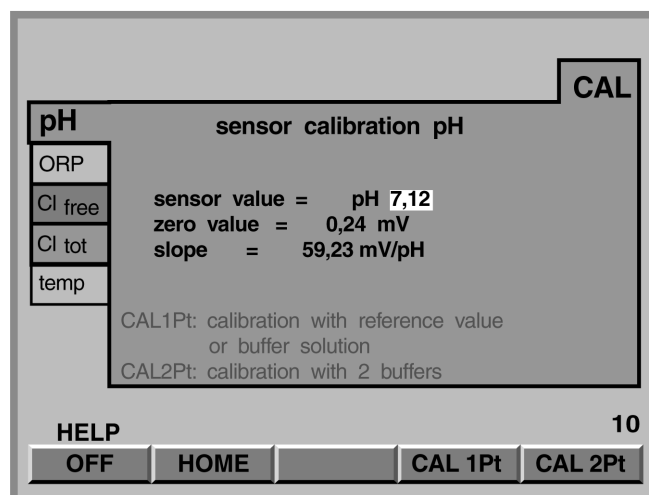 CAL
pH
sensor calibration pH
ORP
Cl free
Cl tot
temp
sensor value = pH 7,12
zero value = 0,24 mV
slope = 59,23 mV/pH
CAL1Pt: calibration with reference value
or buffer solution
CAL2Pt: calibration with 2 buffers
HELP
10
OFF HOME CAL 1Pt CAL 2Pt